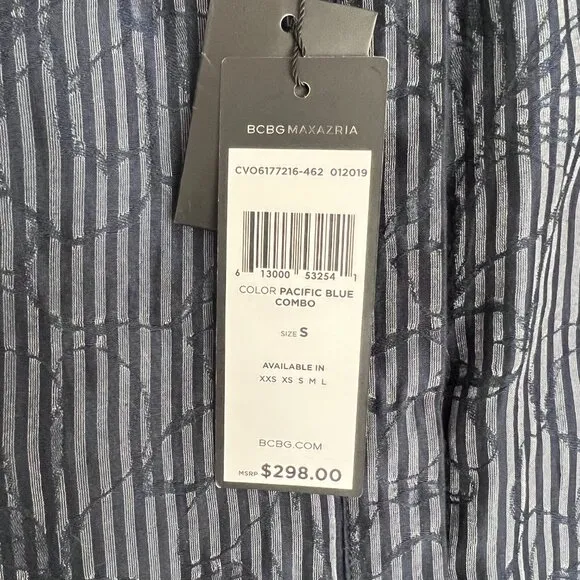 BCBGMAXAZRIA
CVO6177216-462 012019
6 13000 53254 1
COLOR PACIFIC BLUE
COMBO
SIZE S
AVAILABLE IN
XXS XS S M L
BCBG.COM
MSRP $298.00